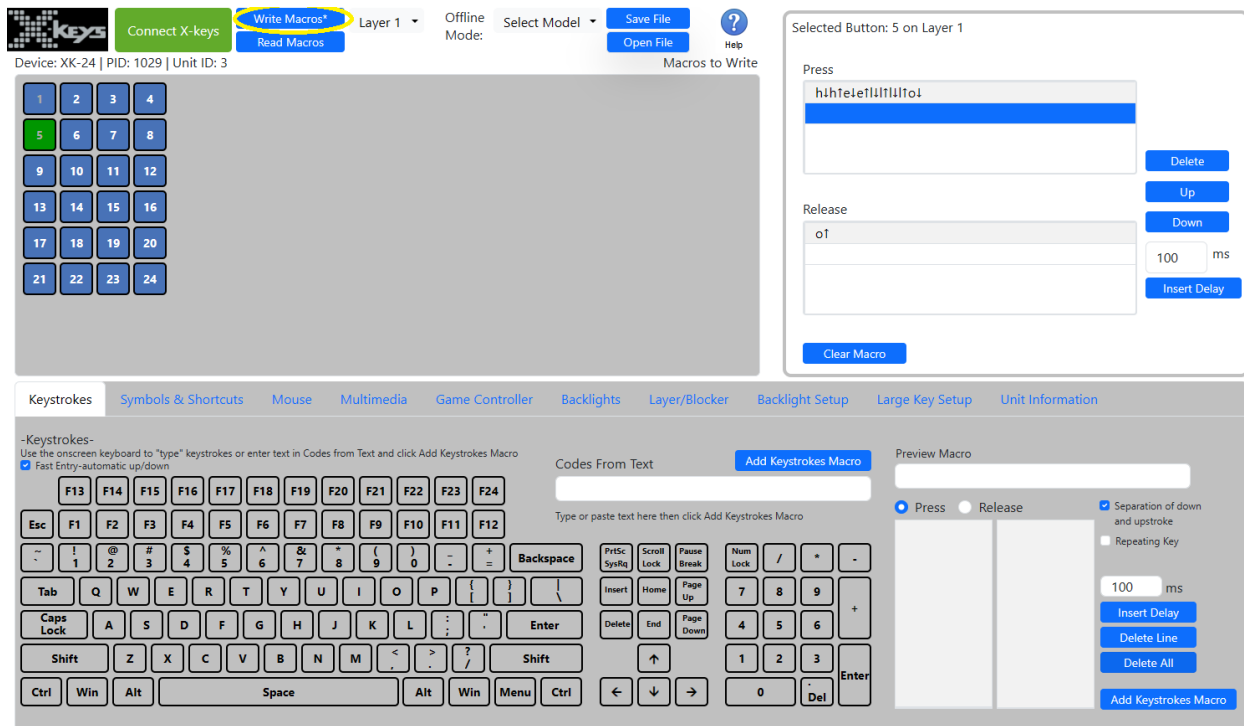 KEYS
Connect X-keys
Write Macros*
Read Macros
Layer 1
Offline
Mode:
Select Model
Save File
Open File
?
Help
Device: XK-24 | PID: 1029 | Unit ID: 3
Macros to Write
1 2 3 4
5 6 7 8
9 10 11 12
13 14 15 16
17 18 19 20
21 22 23 24
Selected Button: 5 on Layer 1
Press
h↓h↑e↓e↑l↓l↑l↓l↑o↓
Release
o↑
Delete
Up
Down
100 ms
Insert Delay
Clear Macro
Keystrokes Symbols & Shortcuts Mouse Multimedia Game Controller Backlights Layer/Blocker Backlight Setup Large Key Setup Unit Information
-Keystrokes-
Use the onscreen keyboard to "type" keystrokes or enter text in Codes from Text and click Add Keystrokes Macro
Fast Entry-automatic up/down
F13 F14 F15 F16 F17 F18 F19 F20 F21 F22 F23 F24
Esc F1 F2 F3 F4 F5 F6 F7 F8 F9 F10 F11 F12
~ ! @ # $ % ^ & * ( ) _ +
` 1 2 3 4 5 6 7 8 9 0 - = Backspace
Tab Q W E R T Y U I O P { [ } ] | \
Caps Lock A S D F G H J K L : ; " ' Enter
Shift Z X C V B N M < , > . ? / Shift
Ctrl Win Alt Space Alt Win Menu Ctrl
Codes From Text
Add Keystrokes Macro
Type or paste text here then click Add Keystrokes Macro
PrtSc SysRq Scroll Lock Pause Break
Insert Home Page Up
Delete End Page Down
↑
← ↓ →
Num Lock / * -
7 8 9 +
4 5 6
1 2 3 Enter
0 . Del
Preview Macro
Press Release
Separation of down
and upstroke
Repeating Key
100 ms
Insert Delay
Delete Line
Delete All
Add Keystrokes Macro